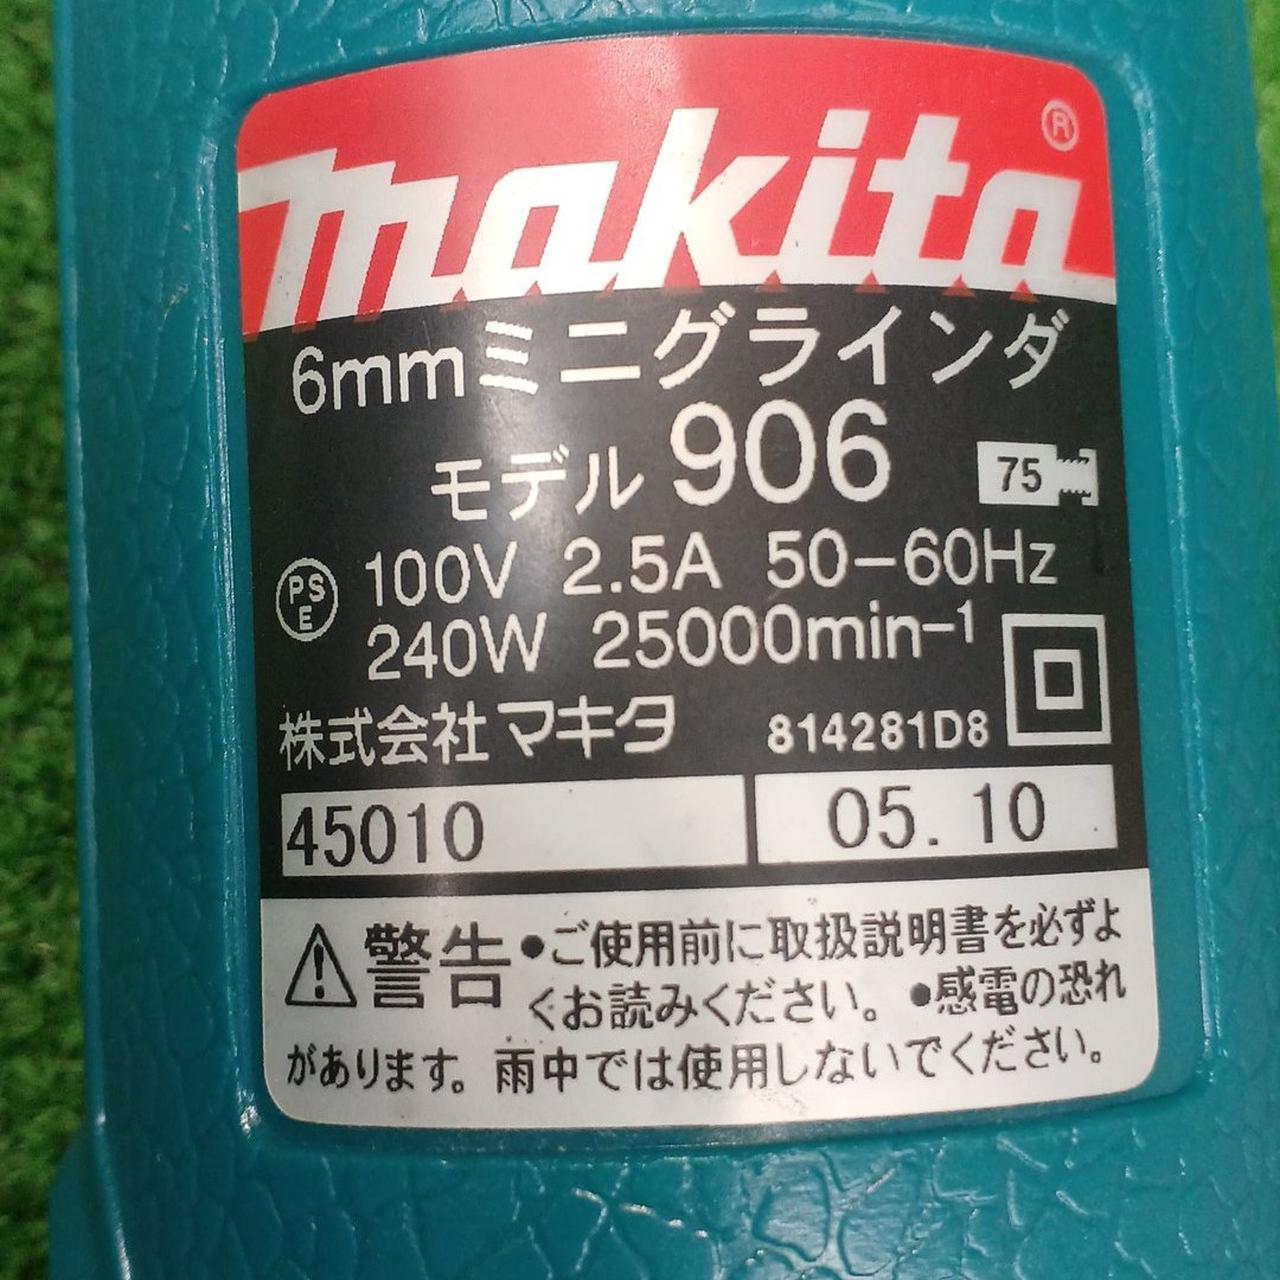 makita®
6mmミニグラインダ
モデル 906
75
PSE 100V 2.5A 50-60Hz
240W 25000min-1
株式会社マキタ 814281D8
45010 05.10
警告 •ご使用前に取扱説明書を必ずよ
くお読みください。•感電の恐れ
があります。雨中では使用しないでください。